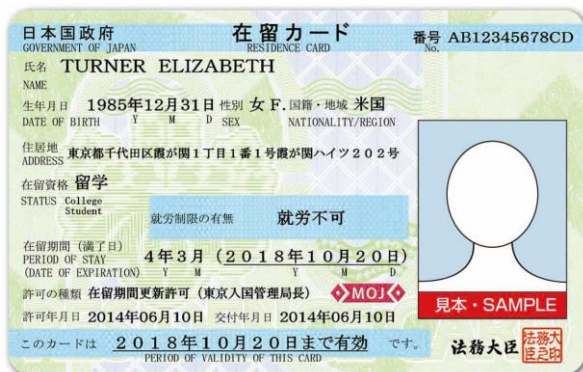 日本国政府 在留カード 番号 AB12345678CD
GOVERNMENT OF JAPAN RESIDENCE CARD No.
氏名 TURNER ELIZABETH
NAME
生年月日 1985年12月31日 性別 女 F. 国籍・地域 米国
DATE OF BIRTH Y M D SEX NATIONALITY/REGION
住居地 東京都千代田区霞が関1丁目1番1号霞が関ハイツ202号
ADDRESS
在留資格 留学
STATUS College Student
就労制限の有無 就労不可
在留期間(満了日) 4年3月(2018年10月20日)
PERIOD OF STAY
(DATE OF EXPIRATION) Y M Y M D
許可の種類 在留期間更新許可(東京入国管理局長) MOJ
見本・SAMPLE
許可年月日 2014年06月10日 交付年月日 2014年06月10日
このカードは 2018年10月20日まで有効 です。
PERIOD OF VALIDITY OF THIS CARD
法務大臣 法務大臣之印